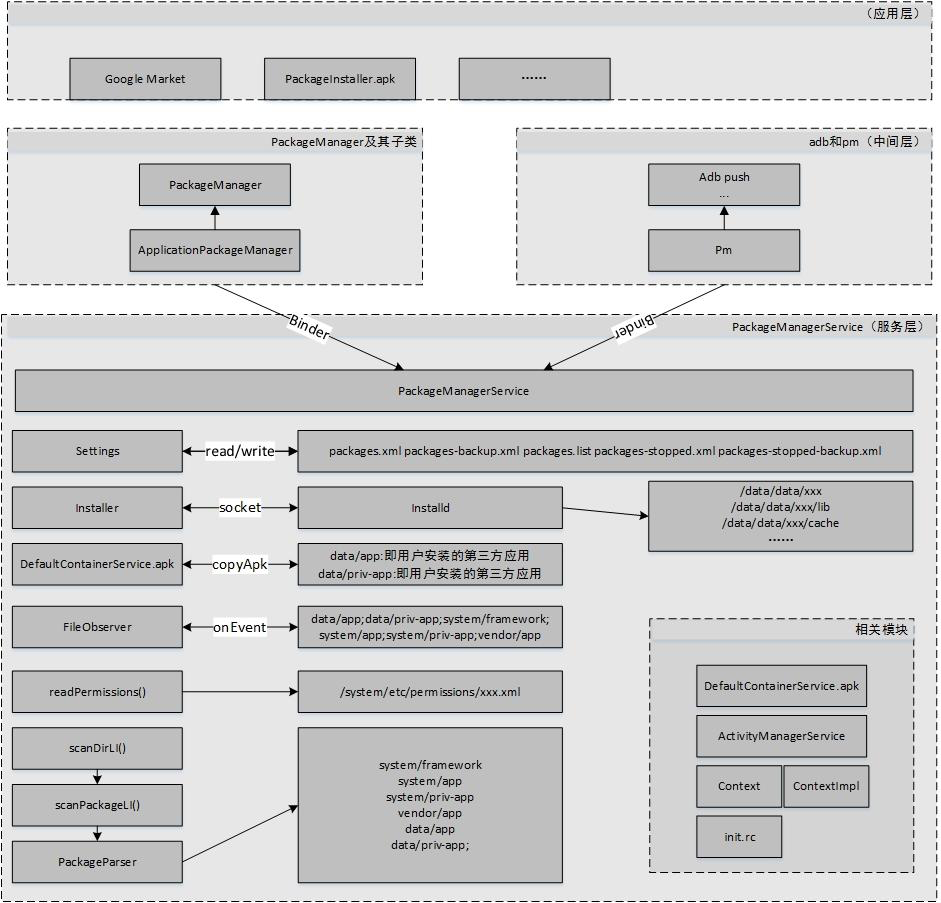 （应用层）
Google Market
PackageInstaller.apk
······
PackageManager及其子类
PackageManager
ApplicationPackageManager
adb和pm（中间层）
Adb push
...
Pm
Binder
Binder
PackageManagerService（服务层）
PackageManagerService
Settings
read/write
packages.xml packages-backup.xml packages.list packages-stopped.xml packages-stopped-backup.xml
Installer
socket
Installd
/data/data/xxx
/data/data/xxx/lib
/data/data/xxx/cache
······
DefaultContainerService.apk
copyApk
data/app:即用户安装的第三方应用
data/priv-app:即用户安装的第三方应用
FileObserver
onEvent
data/app;data/priv-app;system/framework;
system/app;system/priv-app;vendor/app
readPermissions()
/system/etc/permissions/xxx.xml
scanDirLI()
scanPackageLI()
PackageParser
system/framework
system/app
system/priv-app
vendor/app
data/app
data/priv-app;
相关模块
DefaultContainerService.apk
ActivityManagerService
Context
ContextImpl
init.rc